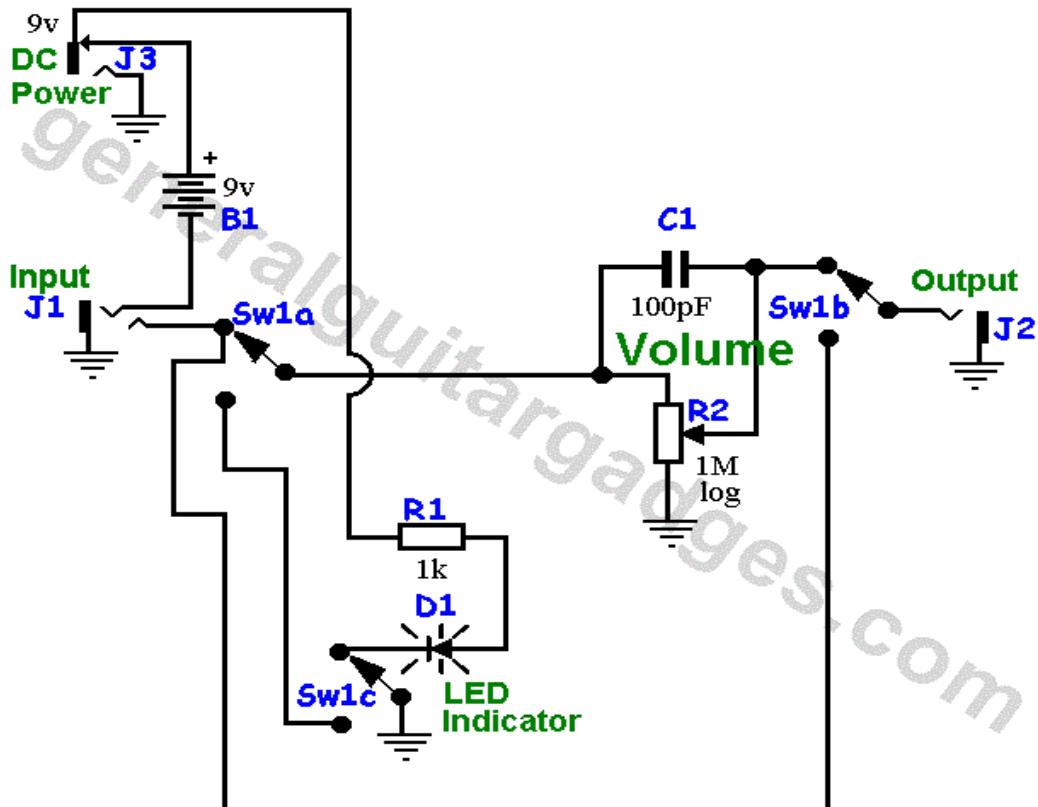 9v
DC
Power
J3
+
9v
B1
Input
J1
Sw1a
C1
100pF
Volume
Sw1b
Output
J2
R2
1M
log
R1
1k
D1
Sw1c
LED
Indicator
generalguitargadges.com